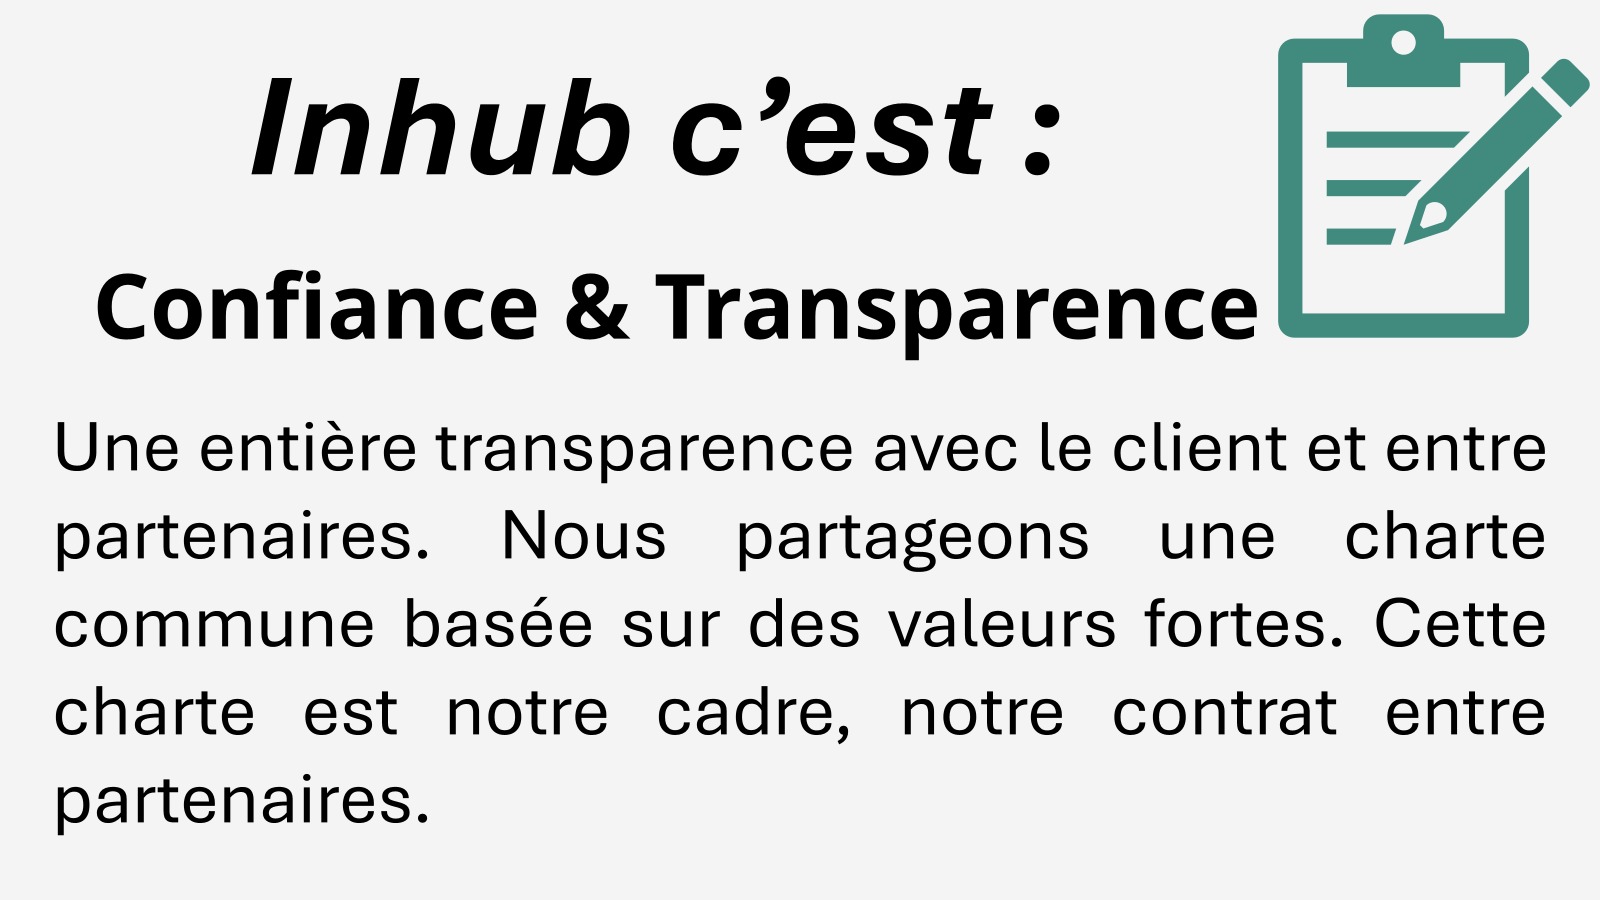 Inhub c’est :
Confiance & Transparence
Une entière transparence avec le client et entre
partenaires. Nous partageons une charte
commune basée sur des valeurs fortes. Cette
charte est notre cadre, notre contrat entre
partenaires.